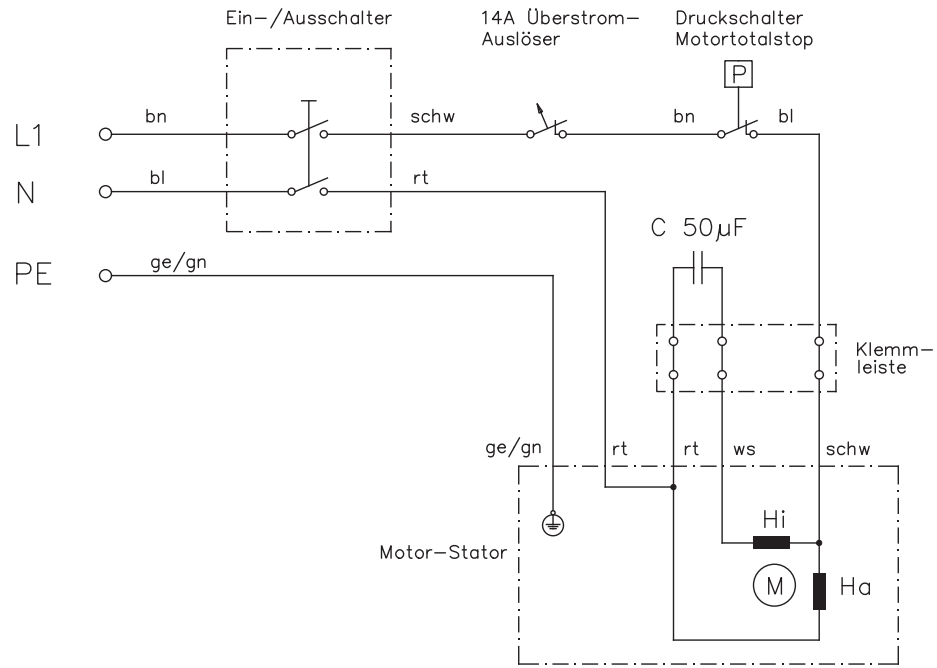 Ein-/Ausschalter
14A Überstrom-
Auslöser
Druckschalter
Motortotalstop
P
L1
bn
schw
bn
bl
N
bl
rt
C 50µF
PE
ge/gn
Klemm-
leiste
ge/gn
rt
rt
ws
schw
Hi
Motor-Stator
M
Ha